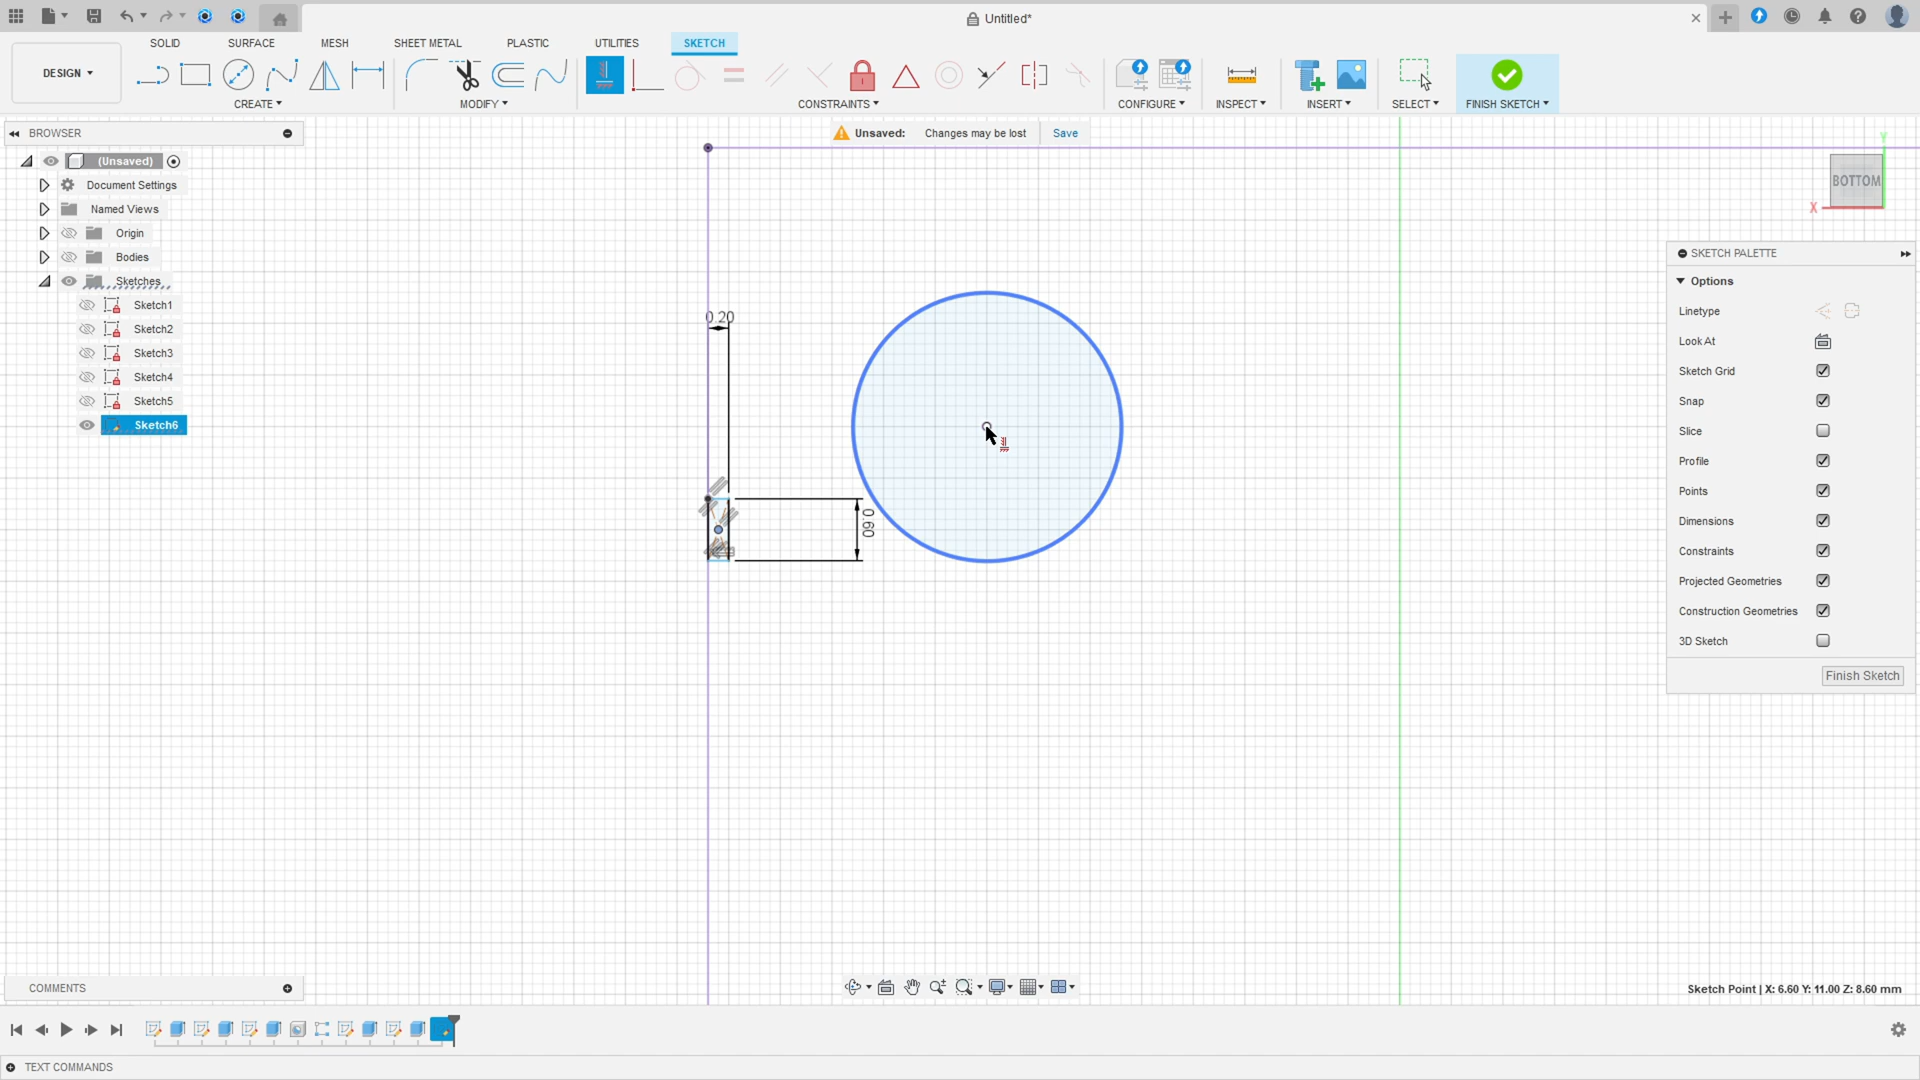 Untitled*
SOLID SURFACE MESH SHEET METAL PLASTIC UTILITIES SKETCH
DESIGN
CREATE MODIFY CONSTRAINTS CONFIGURE INSPECT INSERT SELECT FINISH SKETCH
BROWSER
Unsaved: Changes may be lost Save
(Unsaved)
Document Settings
Named Views
Origin
Bodies
Sketches
Sketch1
Sketch2
Sketch3
Sketch4
Sketch5
Sketch6
0.20
0.60
BOTTOM
X
Y
SKETCH PALETTE
Options
Linetype
Look At
Sketch Grid
Snap
Slice
Profile
Points
Dimensions
Constraints
Projected Geometries
Construction Geometries
3D Sketch
Finish Sketch
COMMENTS
Sketch Point | X: 6.60 Y: 11.00 Z: 8.60 mm
TEXT COMMANDS